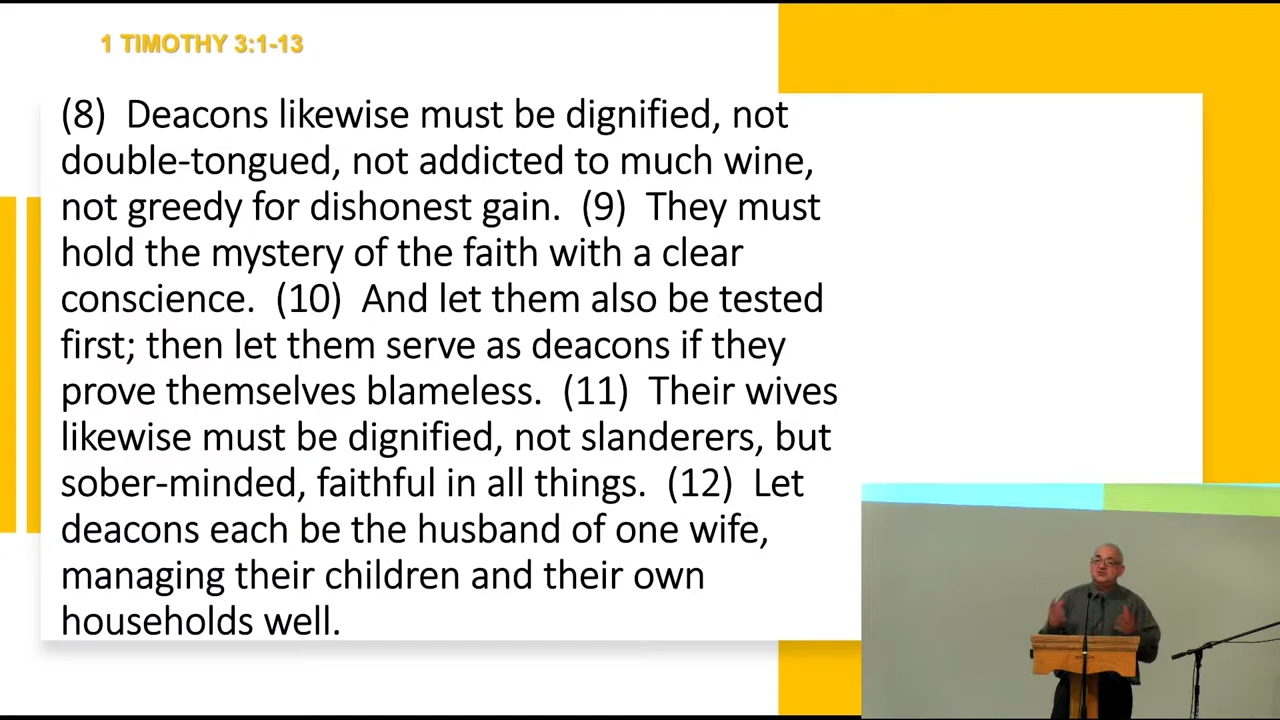 1 TIMOTHY 3:1-13
(8) Deacons likewise must be dignified, not
double-tongued, not addicted to much wine,
not greedy for dishonest gain. (9) They must
hold the mystery of the faith with a clear
conscience. (10) And let them also be tested
first; then let them serve as deacons if they
prove themselves blameless. (11) Their wives
likewise must be dignified, not slanderers, but
sober-minded, faithful in all things. (12) Let
deacons each be the husband of one wife,
managing their children and their own
households well.